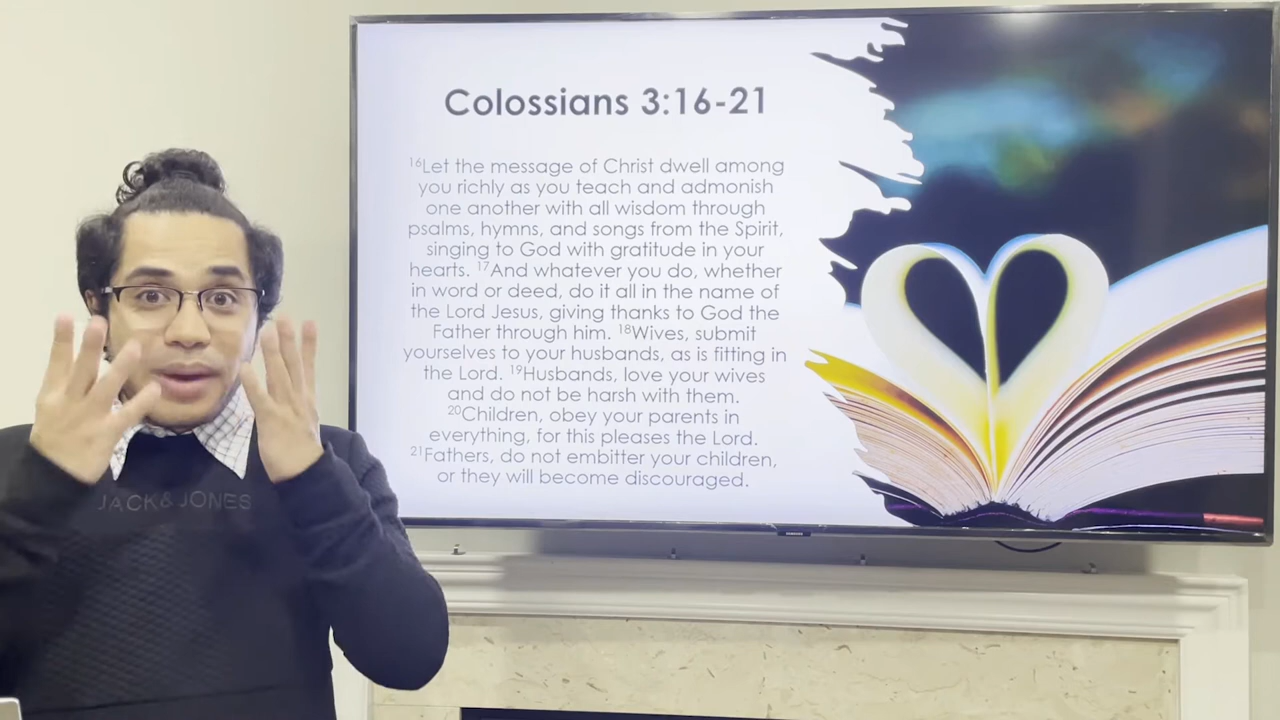 Colossians 3:16-21
¹⁶Let the message of Christ dwell among
you richly as you teach and admonish
one another with all wisdom through
psalms, hymns, and songs from the Spirit,
singing to God with gratitude in your
hearts. ¹⁷And whatever you do, whether
in word or deed, do it all in the name of
the Lord Jesus, giving thanks to God the
Father through him. ¹⁸Wives, submit
yourselves to your husbands, as is fitting in
the Lord. ¹⁹Husbands, love your wives
and do not be harsh with them.
²⁰Children, obey your parents in
everything, for this pleases the Lord.
²¹Fathers, do not embitter your children,
or they will become discouraged.
JACK & JONES
SAMSUNG